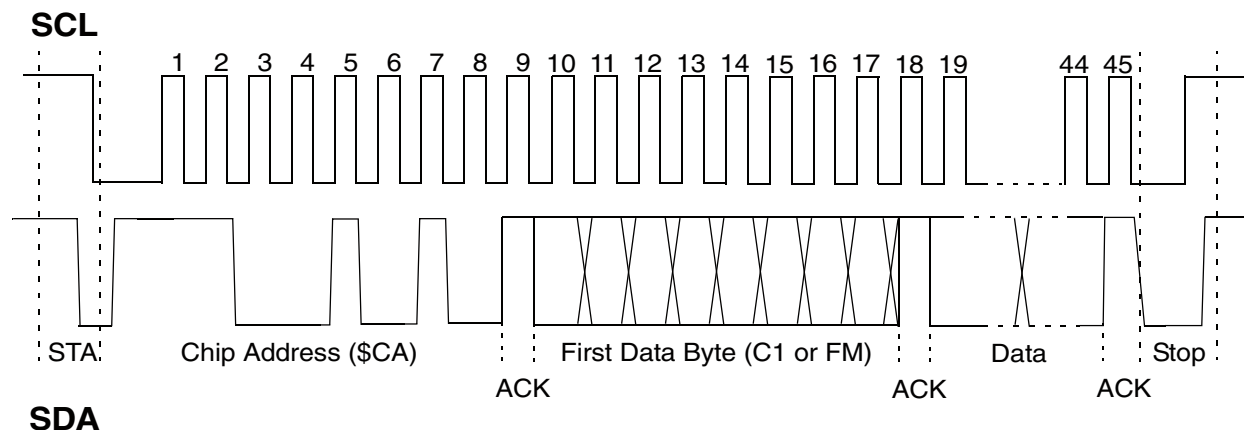 SCL
1 2 3 4 5 6 7 8 9 10 11 12 13 14 15 16 17 18 19 44 45
STA Chip Address ($CA) First Data Byte (C1 or FM) Data Stop
ACK ACK ACK
SDA